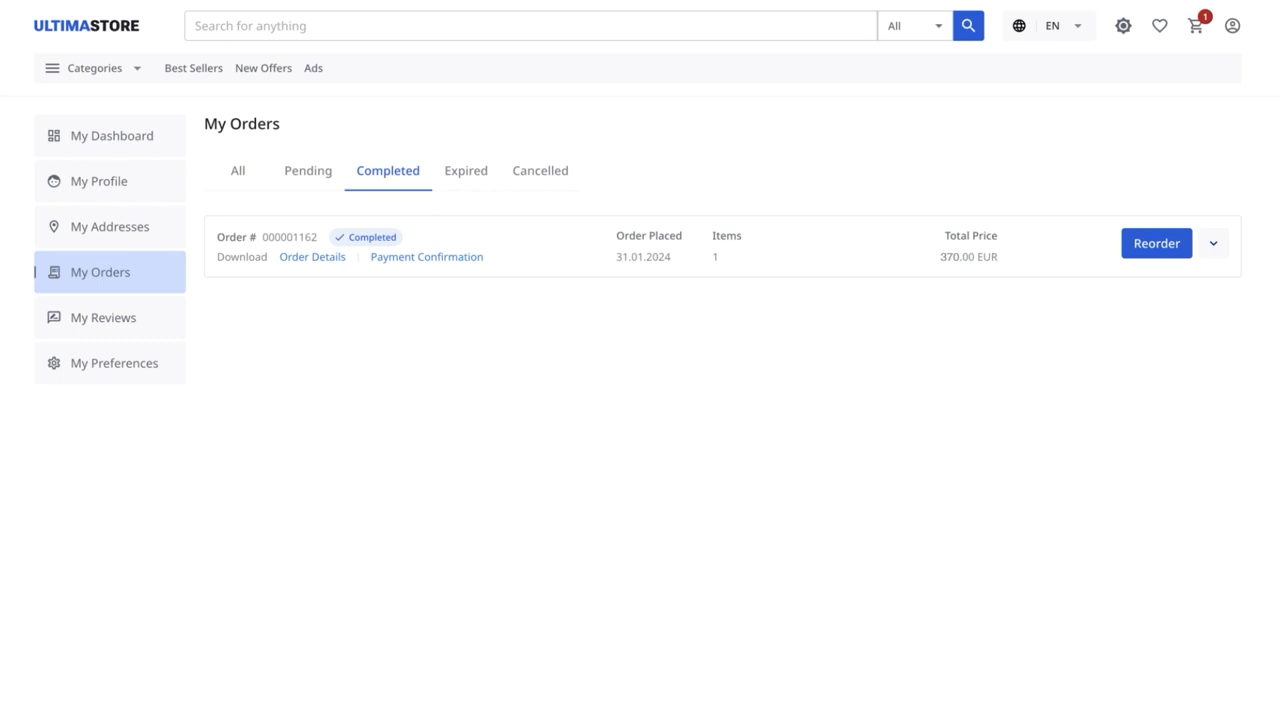 ULTIMASTORE
Search for anything
All
EN
1
Categories
Best Sellers
New Offers
Ads
My Dashboard
My Profile
My Addresses
My Orders
My Reviews
My Preferences
My Orders
All
Pending
Completed
Expired
Cancelled
Order # 000001162 Completed
Download Order Details | Payment Confirmation
Order Placed
31.01.2024
Items
1
Total Price
370.00 EUR
Reorder